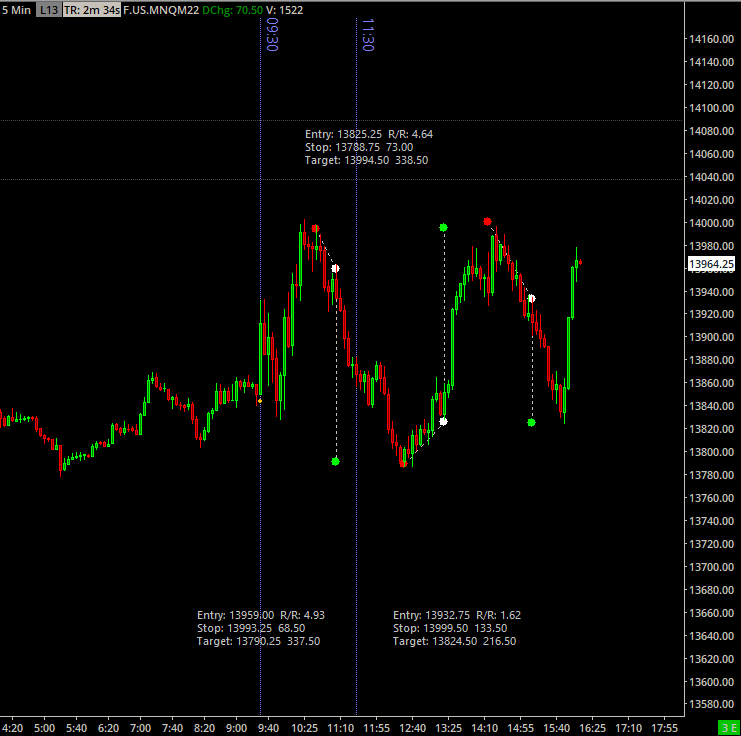 5 Min L13 TR: 2m 34s F.US.MNQM22 DChg: 70.50 V: 1522
09:30
11:30
14160.00
14140.00
14120.00
14100.00
14080.00
14060.00
14040.00
14020.00
14000.00
13980.00
13964.25
13940.00
13920.00
13900.00
13880.00
13860.00
13840.00
13820.00
13800.00
13780.00
13760.00
13740.00
13720.00
13700.00
13680.00
13660.00
13640.00
13620.00
13600.00
13580.00
Entry: 13825.25 R/R: 4.64
Stop: 13788.75 73.00
Target: 13994.50 338.50
Entry: 13959.00 R/R: 4.93
Stop: 13993.25 68.50
Target: 13790.25 337.50
Entry: 13932.75 R/R: 1.62
Stop: 13999.50 133.50
Target: 13824.50 216.50
4:20 5:00 5:40 6:20 7:00 7:40 8:20 9:00 9:40 10:25 11:10 11:55 12:40 13:25 14:10 14:55 15:40 16:25 17:10 17:55
3 E